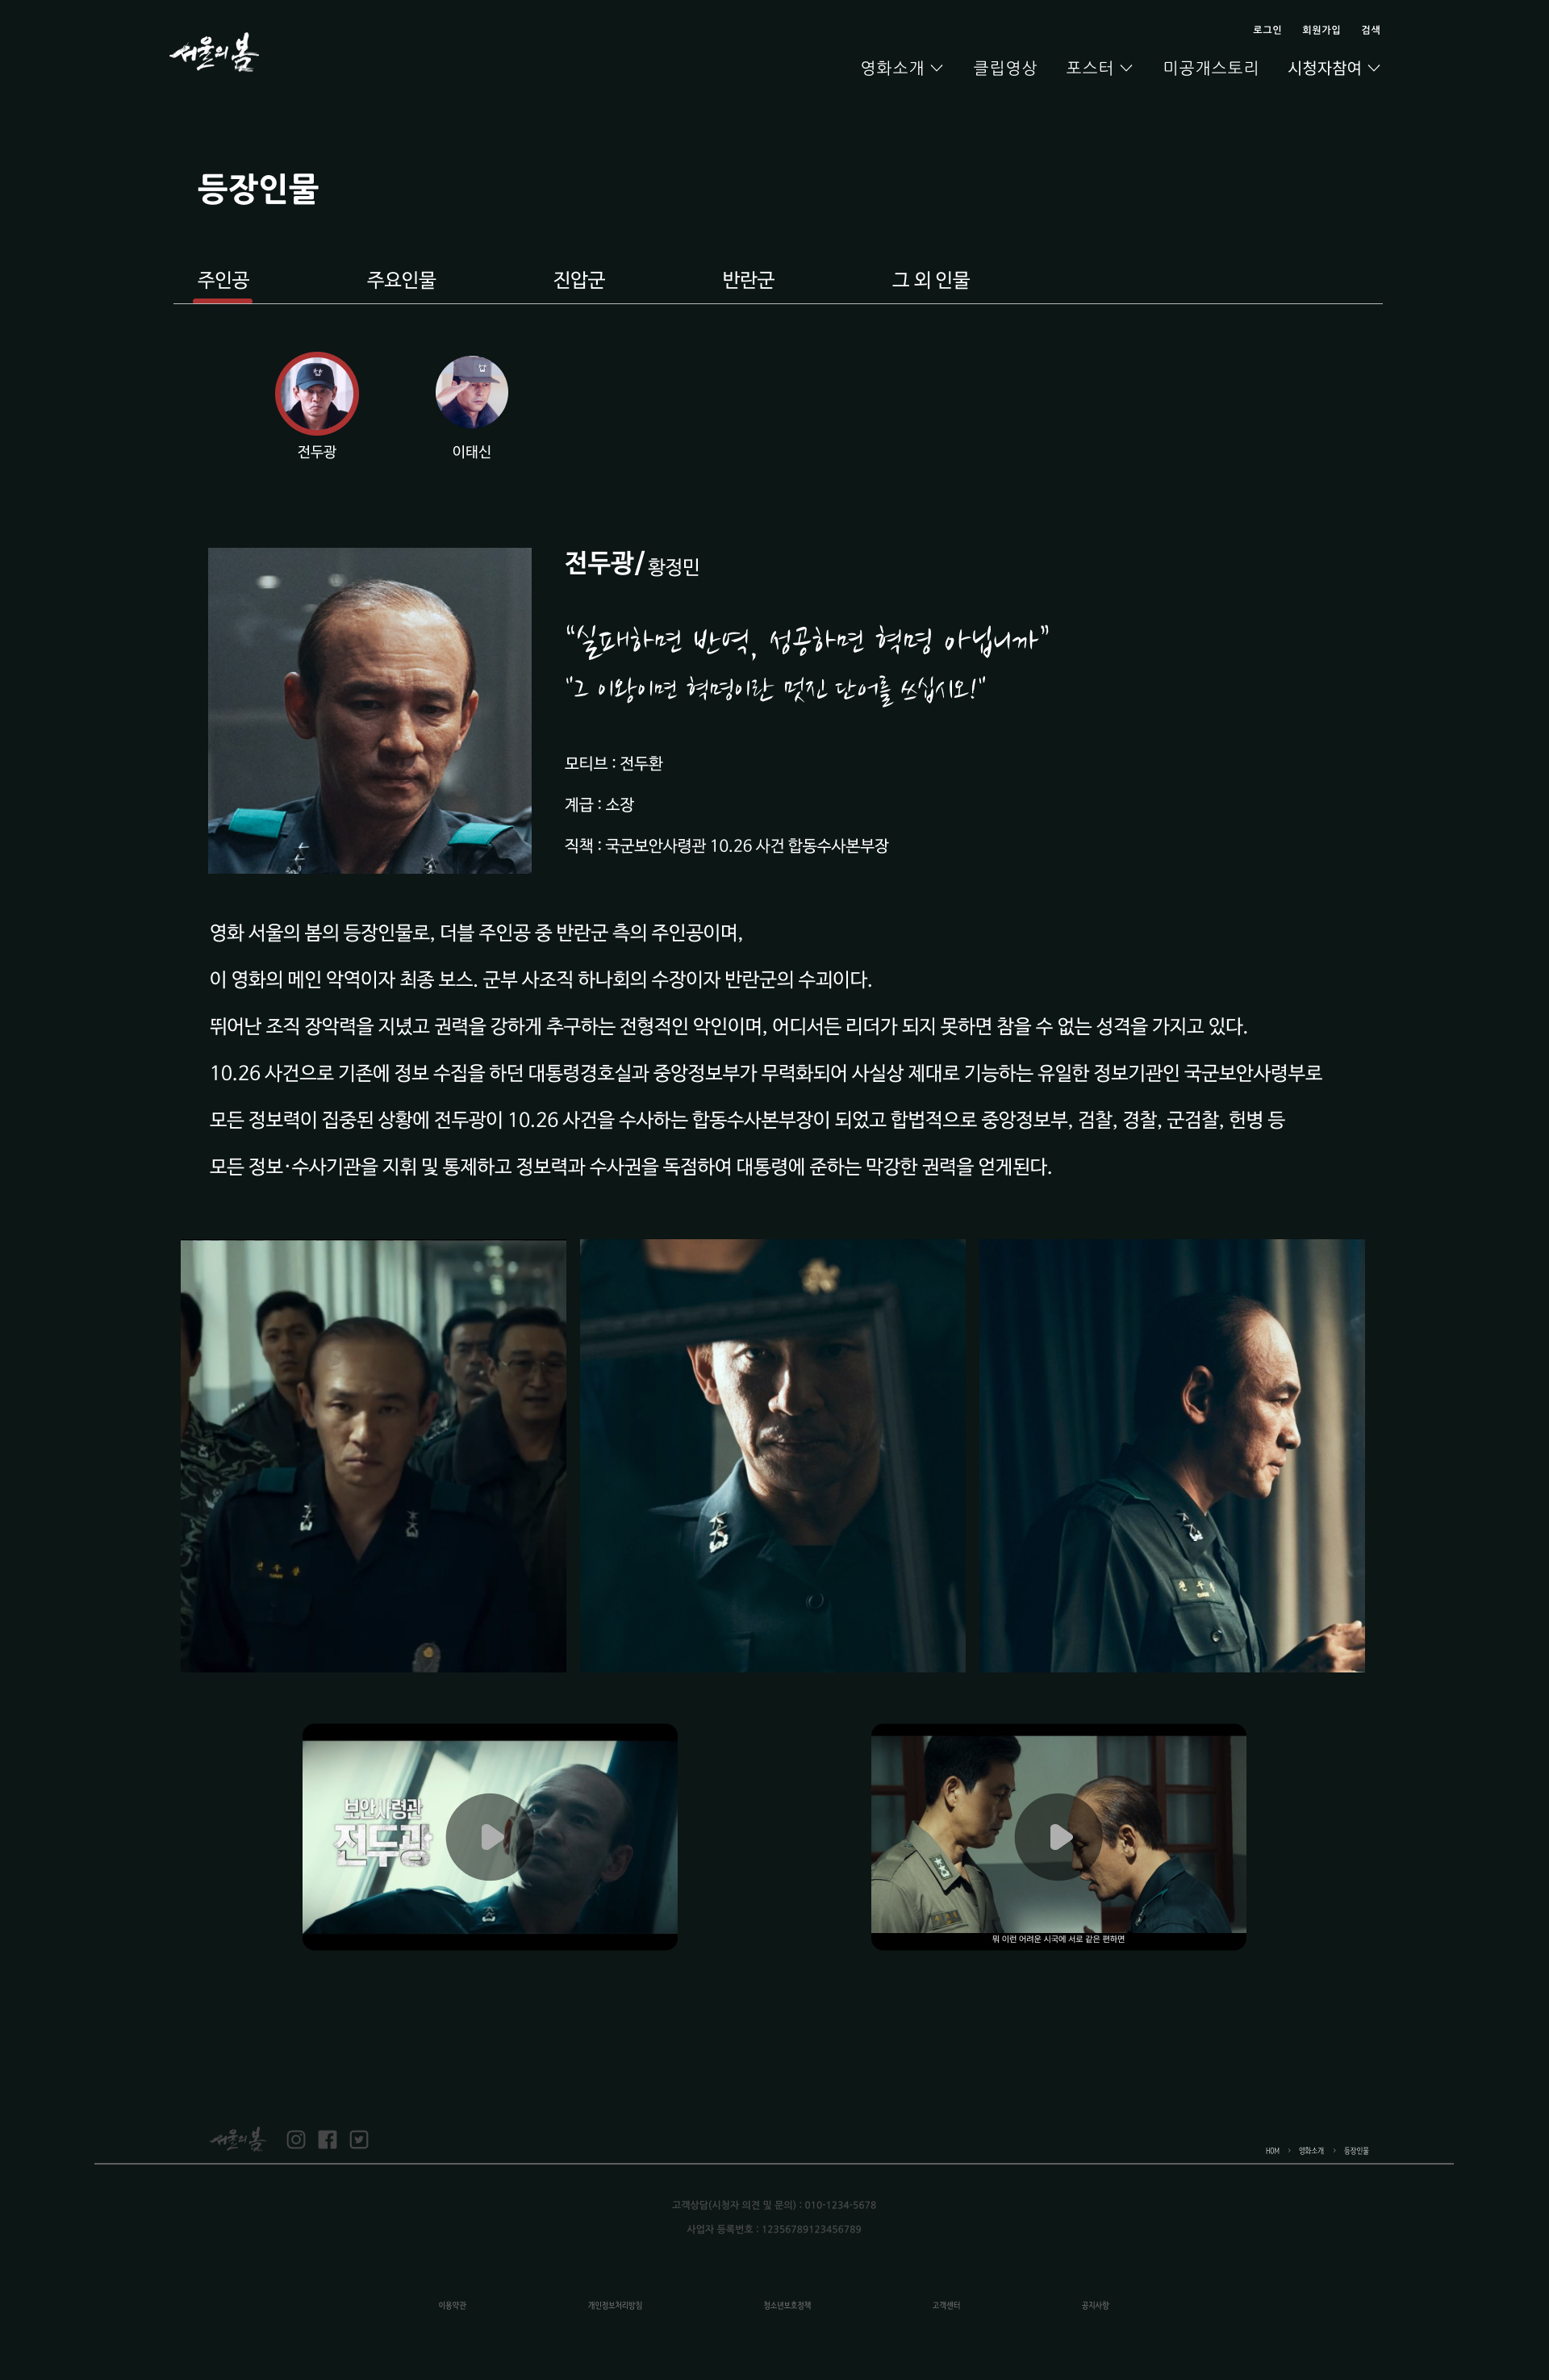 서울의 봄
로그인 회원가입 검색
영화소개 클립영상 포스터 미공개스토리 시청자참여
등장인물
주인공 주요인물 진압군 반란군 그 외 인물
전두광 이태신
전두광/ 황정민
“실패하면 반역, 성공하면 혁명 아닙니까”
"그 이왕이면 혁명이란 멋진 단어를 쓰십시오!"
모티브 : 전두환
계급 : 소장
직책 : 국군보안사령관 10.26 사건 합동수사본부장
영화 서울의 봄의 등장인물로, 더블 주인공 중 반란군 측의 주인공이며,
이 영화의 메인 악역이자 최종 보스. 군부 사조직 하나회의 수장이자 반란군의 수괴이다.
뛰어난 조직 장악력을 지녔고 권력을 강하게 추구하는 전형적인 악인이며, 어디서든 리더가 되지 못하면 참을 수 없는 성격을 가지고 있다.
10.26 사건으로 기존에 정보 수집을 하던 대통령경호실과 중앙정보부가 무력화되어 사실상 제대로 기능하는 유일한 정보기관인 국군보안사령부로
모든 정보력이 집중된 상황에 전두광이 10.26 사건을 수사하는 합동수사본부장이 되었고 합법적으로 중앙정보부, 검찰, 경찰, 군검찰, 헌병 등
모든 정보·수사기관을 지휘 및 통제하고 정보력과 수사권을 독점하여 대통령에 준하는 막강한 권력을 얻게된다.
보안사령관
전두광
뭐 이런 어려운 시국에 서로 같은 편하면
서울의 봄
HOM › 영화소개 › 등장인물
고객상담(시청자 의견 및 문의) : 010-1234-5678
사업자 등록번호 : 12356789123456789
이용약관 개인정보처리방침 청소년보호정책 고객센터 공지사항